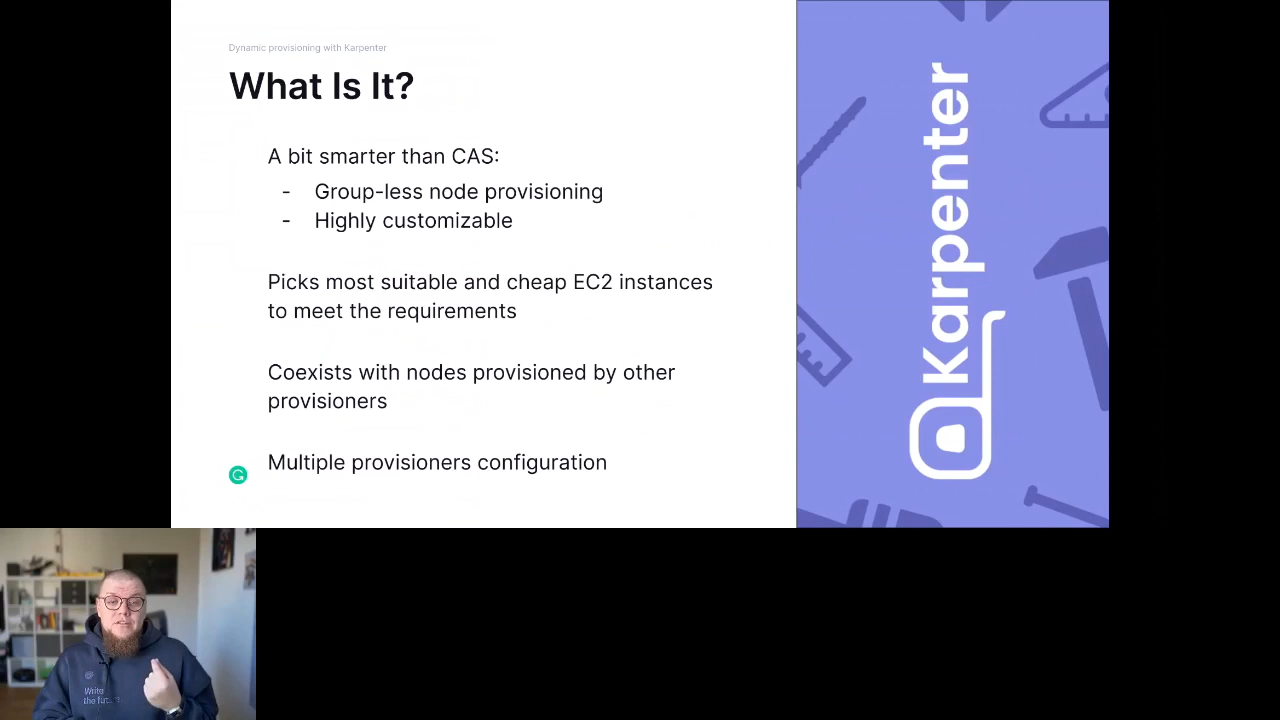 Dynamic provisioning with Karpenter
What Is It?
A bit smarter than CAS:
- Group-less node provisioning
- Highly customizable
Picks most suitable and cheap EC2 instances
to meet the requirements
Coexists with nodes provisioned by other
provisioners
Multiple provisioners configuration
Karpenter
Write
the